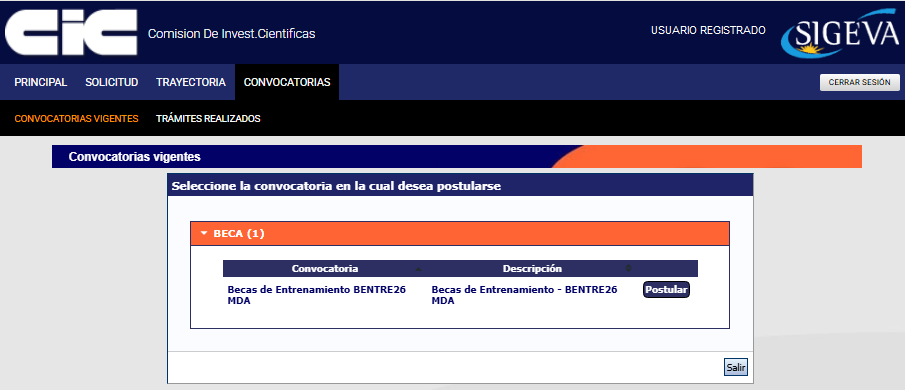 CIC
Comision De Invest.Cientificas
USUARIO REGISTRADO
SIGEVA
PRINCIPAL SOLICITUD TRAYECTORIA CONVOCATORIAS
CERRAR SESIÓN
CONVOCATORIAS VIGENTES TRÁMITES REALIZADOS
Convocatorias vigentes
Seleccione la convocatoria en la cual desea postularse
BECA (1)
Convocatoria Descripción
Becas de Entrenamiento BENTRE26 MDA
Becas de Entrenamiento - BENTRE26 MDA
Postular
Salir